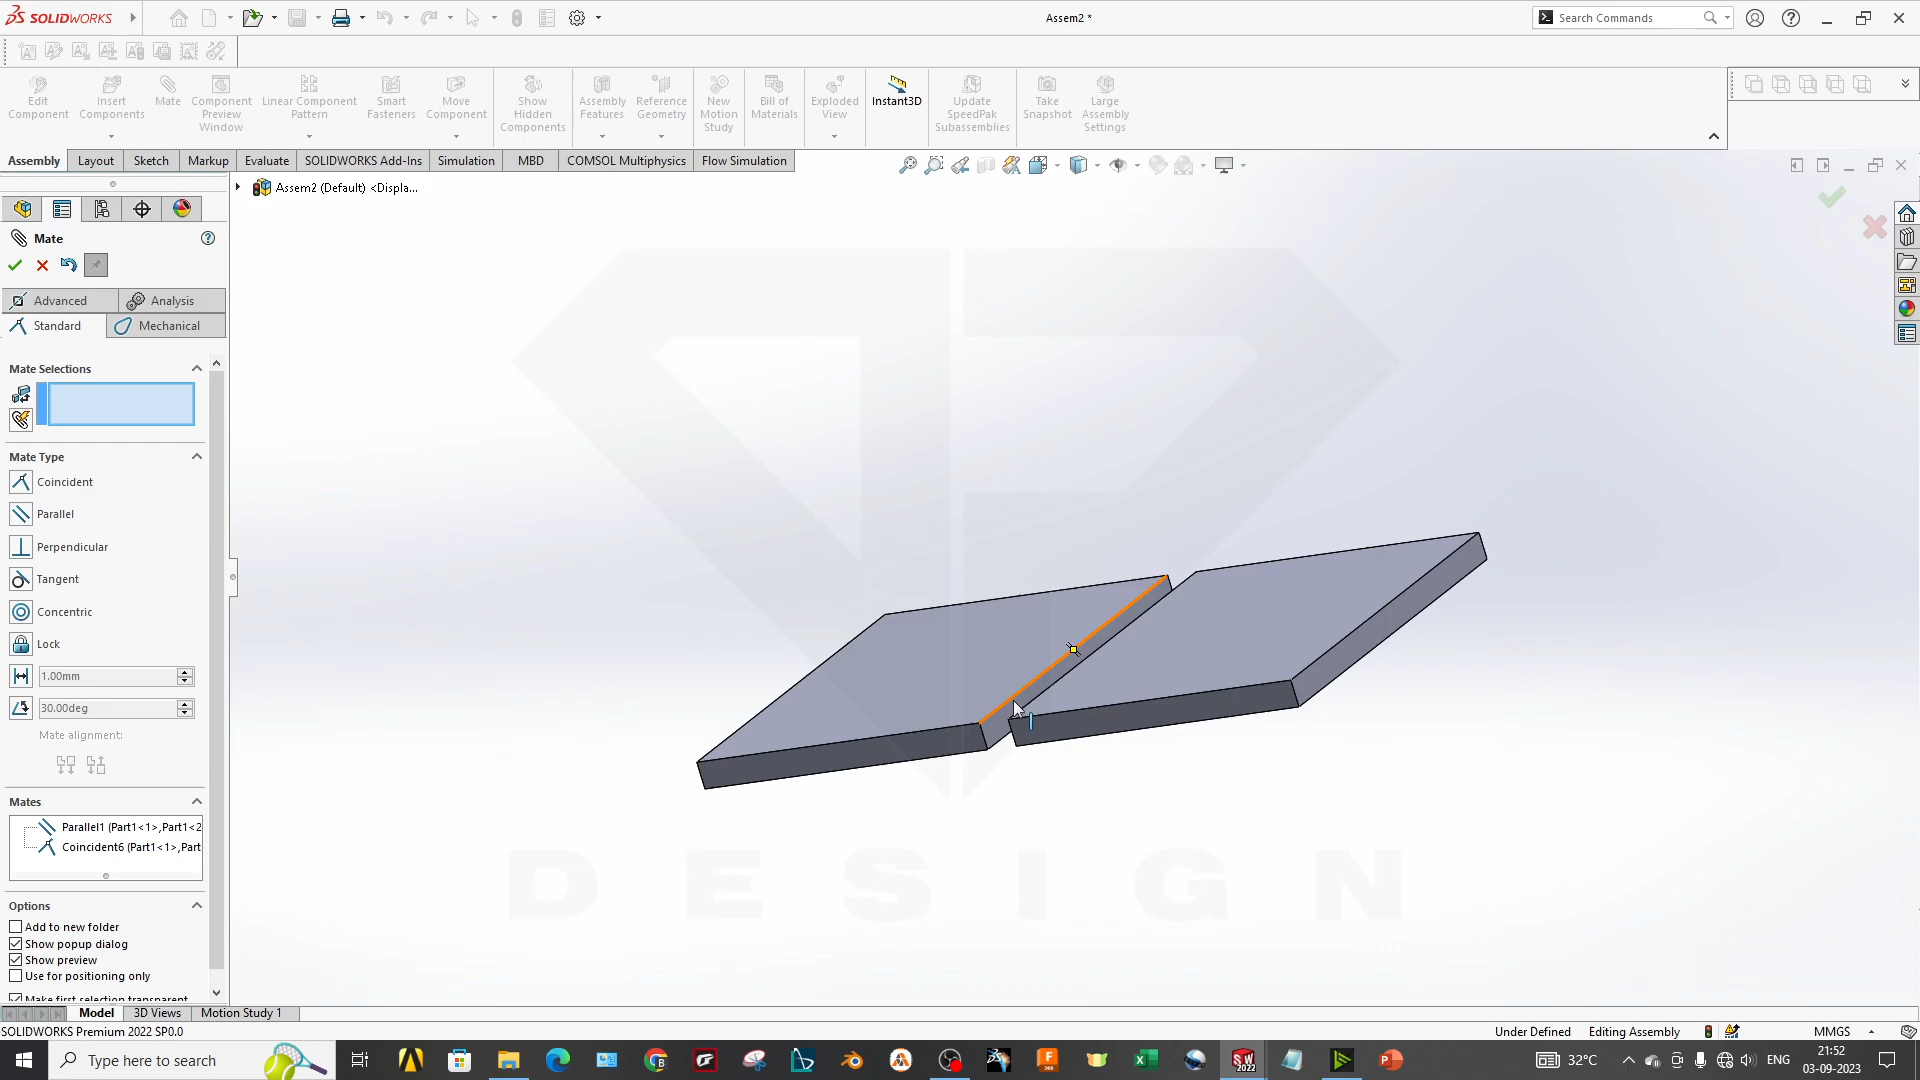 SOLIDWORKS
Assem2 *
Search Commands
Edit Component
Insert Components
Mate
Component Preview Window
Linear Component Pattern
Smart Fasteners
Move Component
Show Hidden Components
Assembly Features
Reference Geometry
New Motion Study
Bill of Materials
Exploded View
Instant3D
Update SpeedPak Subassemblies
Take Snapshot
Large Assembly Settings
Assembly
Layout
Sketch
Markup
Evaluate
SOLIDWORKS Add-Ins
Simulation
MBD
COMSOL Multiphysics
Flow Simulation
Assem2 (Default) <Displa...
Mate
Advanced
Analysis
Standard
Mechanical
Mate Selections
Mate Type
Coincident
Parallel
Perpendicular
Tangent
Concentric
Lock
1.00mm
30.00deg
Mate alignment:
Mates
Parallel1 (Part1<1>,Part1<2
Coincident6 (Part1<1>,Part
Options
Add to new folder
Show popup dialog
Show preview
Use for positioning only
Make first selection transparent
DESIGN
Model
3D Views
Motion Study 1
SOLIDWORKS Premium 2022 SP0.0
Under Defined
Editing Assembly
MMGS
Type here to search
32°C
ENG
21:52
03-09-2023